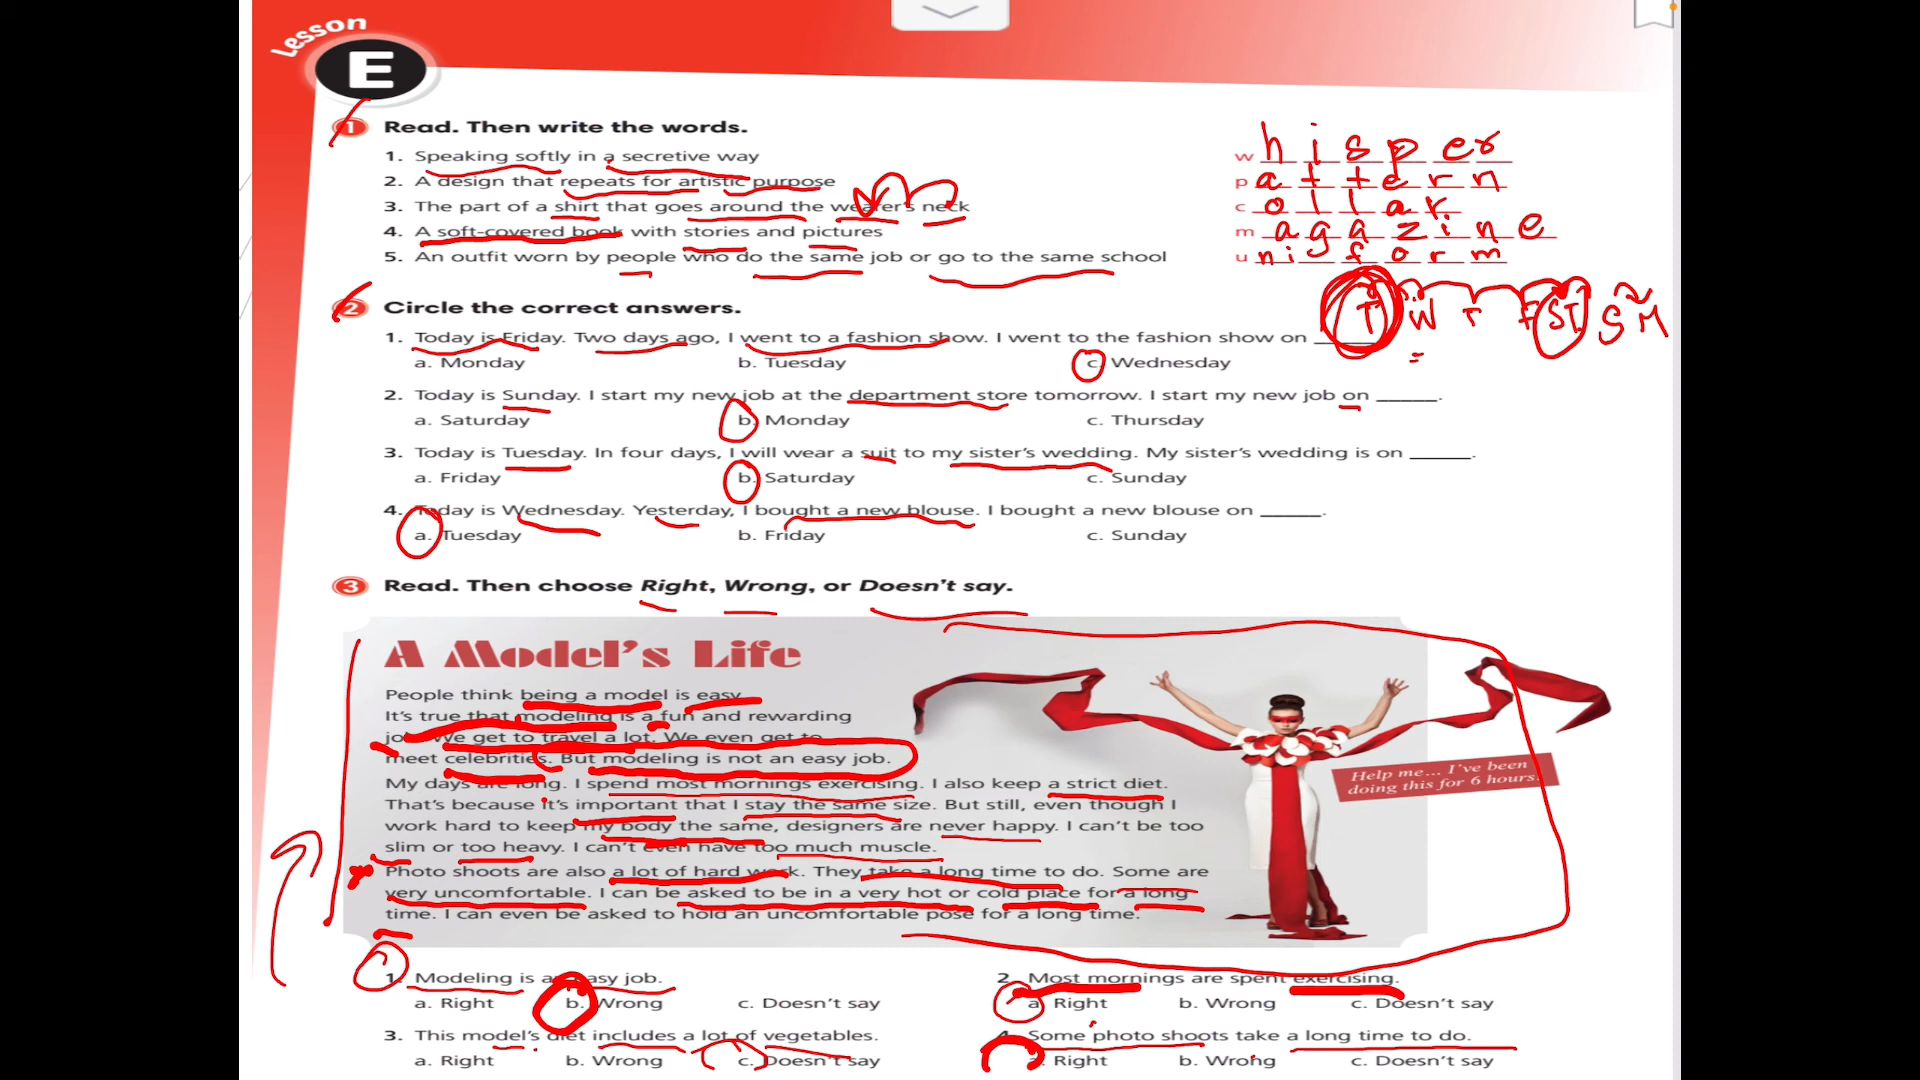 Lesson
E
1 Read. Then write the words.
1. Speaking softly in a secretive way whisper
2. A design that repeats for artistic purpose pattern
3. The part of a shirt that goes around the wearer's neck collar
4. A soft-covered book with stories and pictures magazine
5. An outfit worn by people who do the same job or go to the same school uniform
T W T F ST S M
2 Circle the correct answers.
1. Today is Friday. Two days ago, I went to a fashion show. I went to the fashion show on ______
a. Monday b. Tuesday c. Wednesday
2. Today is Sunday. I start my new job at the department store tomorrow. I start my new job on ______.
a. Saturday b. Monday c. Thursday
3. Today is Tuesday. In four days, I will wear a suit to my sister's wedding. My sister's wedding is on ______.
a. Friday b. Saturday c. Sunday
4. Today is Wednesday. Yesterday, I bought a new blouse. I bought a new blouse on ______.
a. Tuesday b. Friday c. Sunday
3 Read. Then choose Right, Wrong, or Doesn't say.
A Model's Life
People think being a model is easy.
It's true that modeling is a fun and rewarding
job. We get to travel a lot. We even get to
meet celebrities. But modeling is not an easy job.
My days are long. I spend most mornings exercising. I also keep a strict diet.
That's because it's important that I stay the same size. But still, even though I
work hard to keep my body the same, designers are never happy. I can't be too
slim or too heavy. I can't even have too much muscle.
Photo shoots are also a lot of hard work. They take a long time to do. Some are
very uncomfortable. I can be asked to be in a very hot or cold place for a long
time. I can even be asked to hold an uncomfortable pose for a long time.
Help me... I've been
doing this for 6 hours.
1. Modeling is an easy job.
a. Right b. Wrong c. Doesn't say
2. Most mornings are spent exercising.
a. Right b. Wrong c. Doesn't say
3. This model's diet includes a lot of vegetables.
a. Right b. Wrong c. Doesn't say
4. Some photo shoots take a long time to do.
a. Right b. Wrong c. Doesn't say